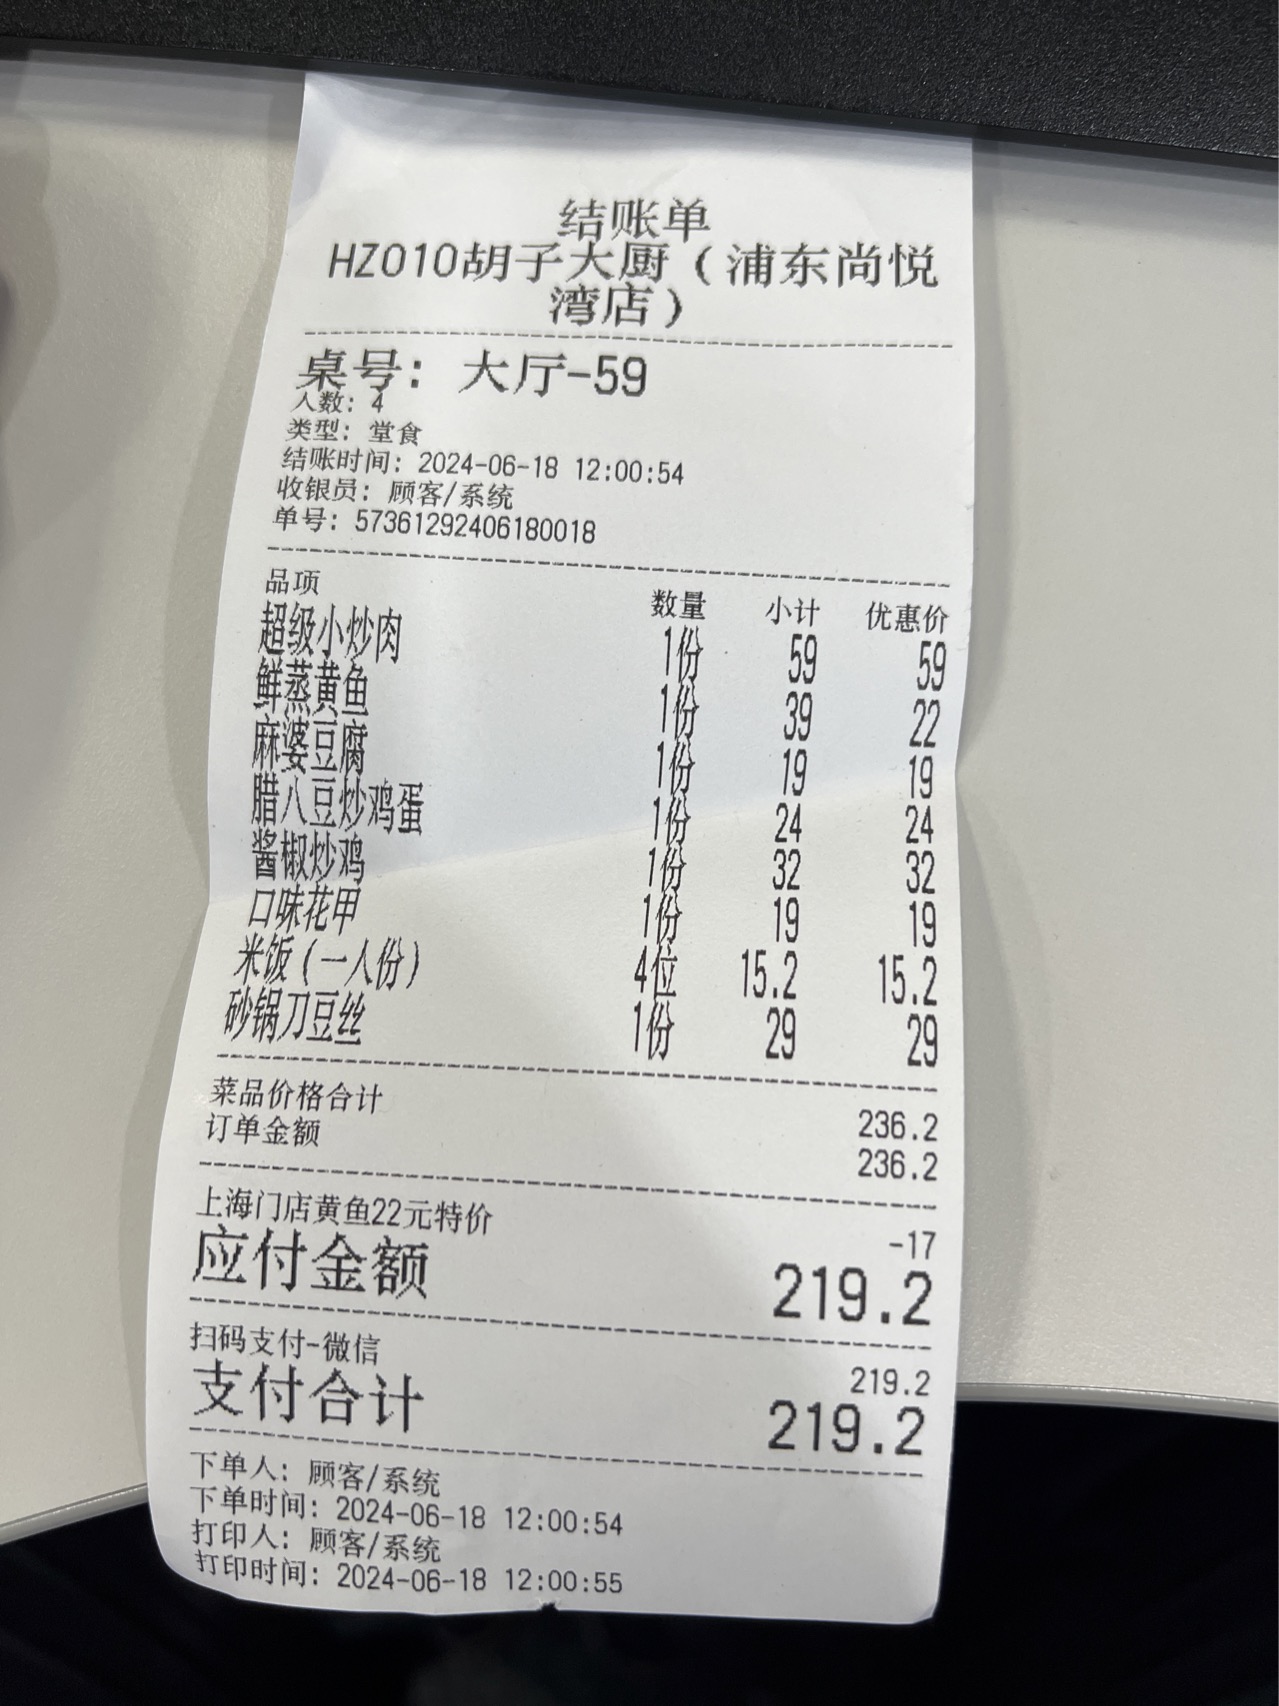 结账单
HZ010胡子大厨（浦东尚悦
湾店）
桌号：大厅-59
人数：4
类型：堂食
结账时间：2024-06-18 12:00:54
收银员：顾客/系统
单号：573612924061800​18
品项 数量 小计 优惠价
超级小炒肉 1份 59 59
鲜蒸黄鱼 1份 39 22
麻婆豆腐 1份 19 19
腊八豆炒鸡蛋 1份 24 24
酱椒炒鸡 1份 32 32
口味花甲 1份 19 19
米饭（一人份） 4位 15.2 15.2
砂锅刀豆丝 1份 29 29
菜品价格合计 236.2
订单金额 236.2
上海门店黄鱼22元特价 -17
应付金额 219.2
扫码支付-微信 219.2
支付合计 219.2
下单人：顾客/系统
下单时间：2024-06-18 12:00:54
打印人：顾客/系统
打印时间：2024-06-18 12:00:55